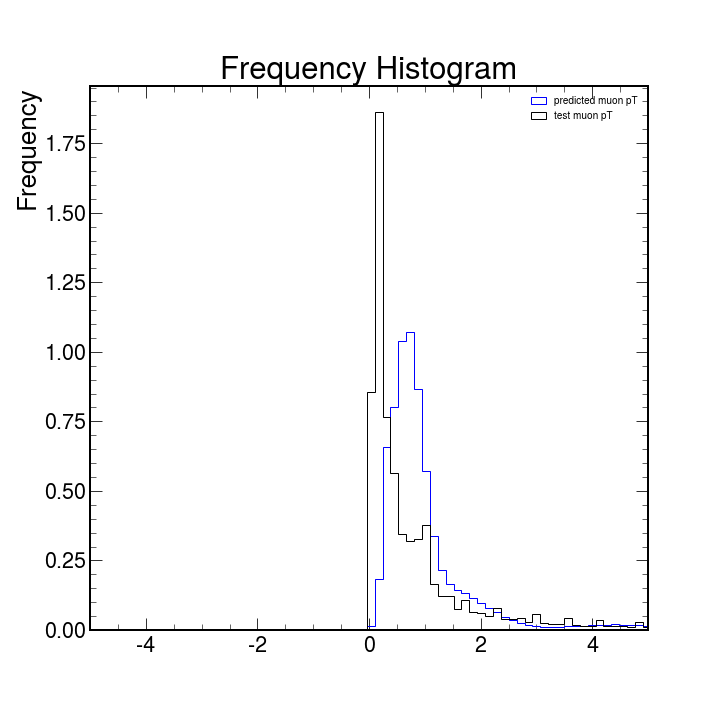 Frequency Histogram
Frequency
predicted muon pT
test muon pT
1.75
1.50
1.25
1.00
0.75
0.50
0.25
0.00
-4 -2 0 2 4